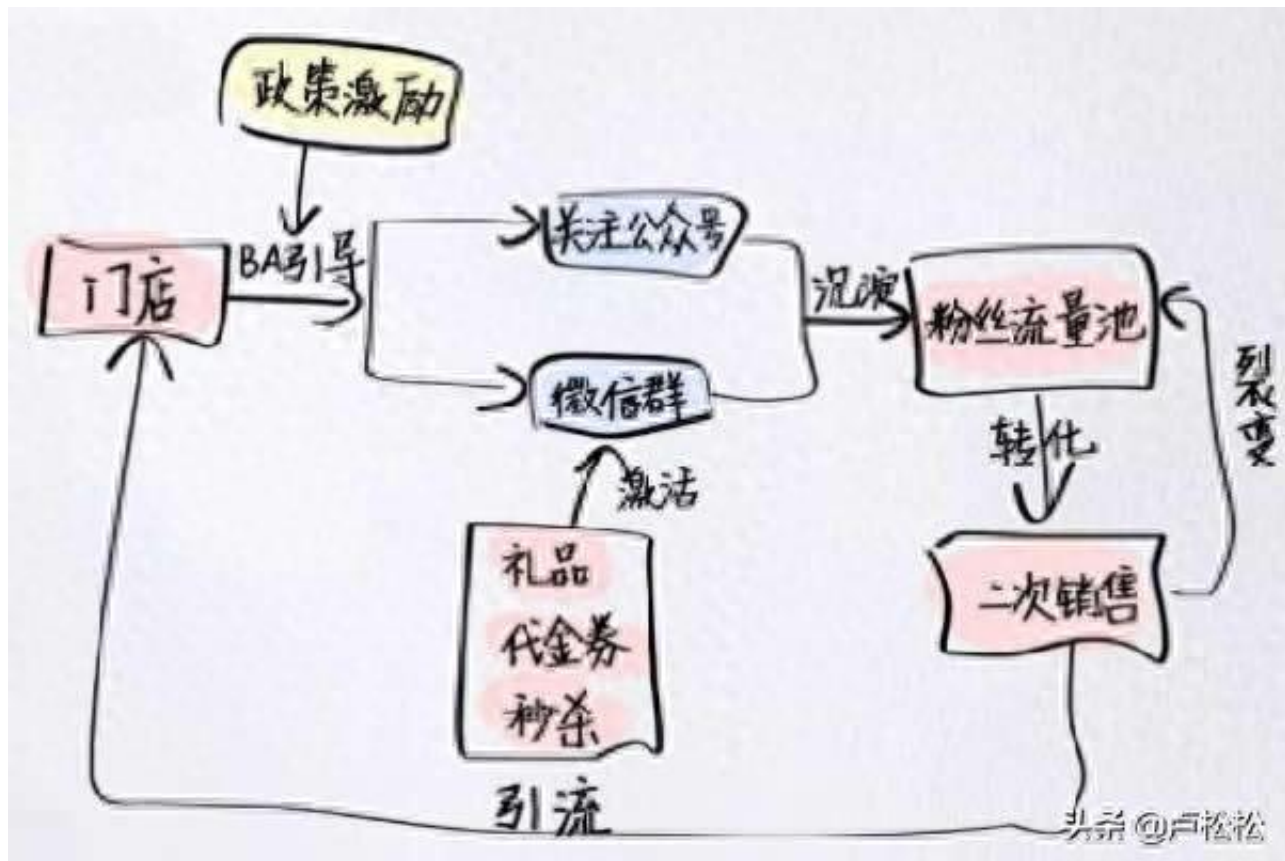 政策激励
门店
BA引导
关注公众号
微信群
沉淀
粉丝流量池
裂变
转化
激活
礼品
代金券
秒杀
二次销售
引流
头条 @卢松松